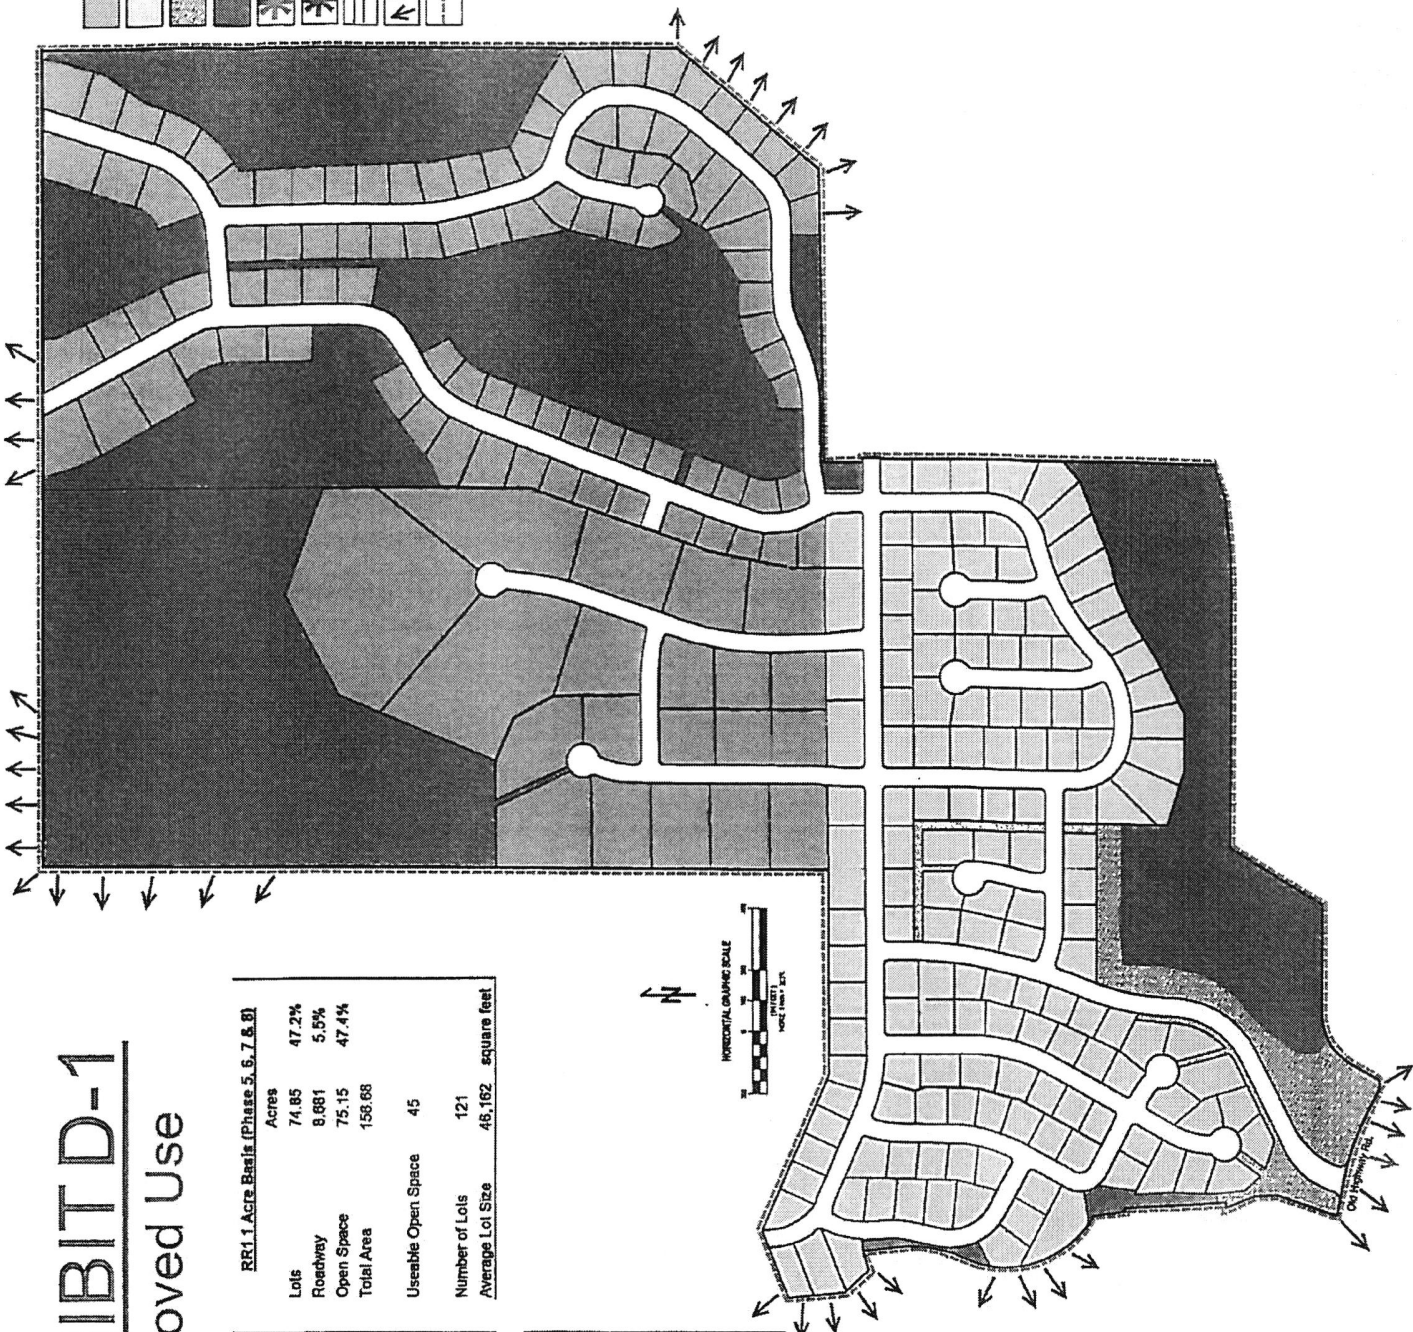 IBIT D-1
oved Use
RR1 1 Acre Basis (Phase 5, 6, 7 & 8)
Acres
Lots 74.85 47.2%
Roadway 8.681 5.5%
Open Space 75.15 47.4%
Total Area 158.68
Useable Open Space 45
Number of Lots 121
Average Lot Size 46,162 square feet
N
HORIZONTAL GRAPHIC SCALE
Old Highway Rd.